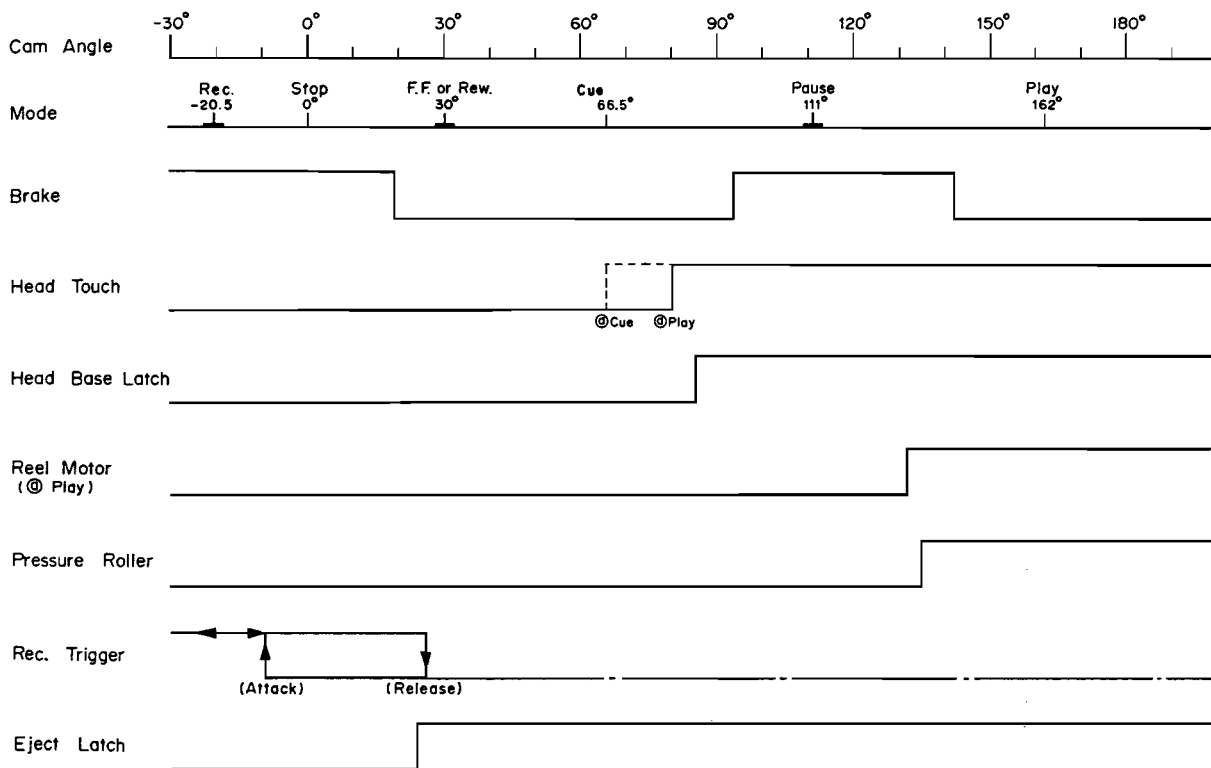 -30° 0° 30° 60° 90° 120° 150° 180°
Cam Angle
Rec. Stop F.F. or Rew. Cue Pause Play
-20.5 0° 30° 66.5° 111° 162°
Mode
Brake
Head Touch
@Cue @Play
Head Base Latch
Reel Motor
(@ Play)
Pressure Roller
Rec. Trigger
(Attack) (Release)
Eject Latch